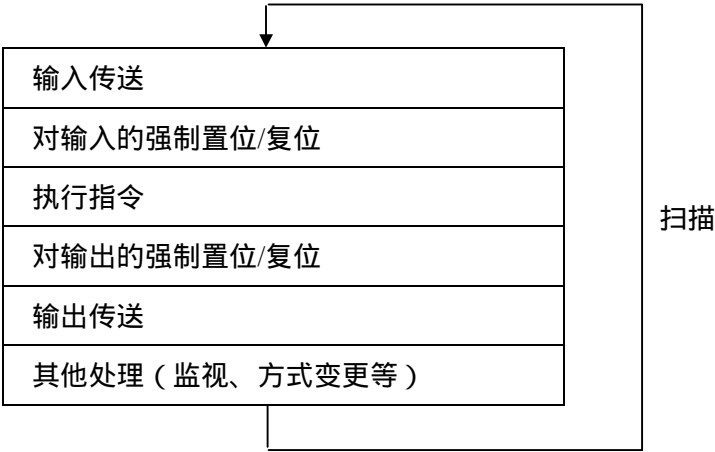 输入传送
对输入的强制置位/复位
执行指令
扫描
对输出的强制置位/复位
输出传送
其他处理（监视、方式变更等）